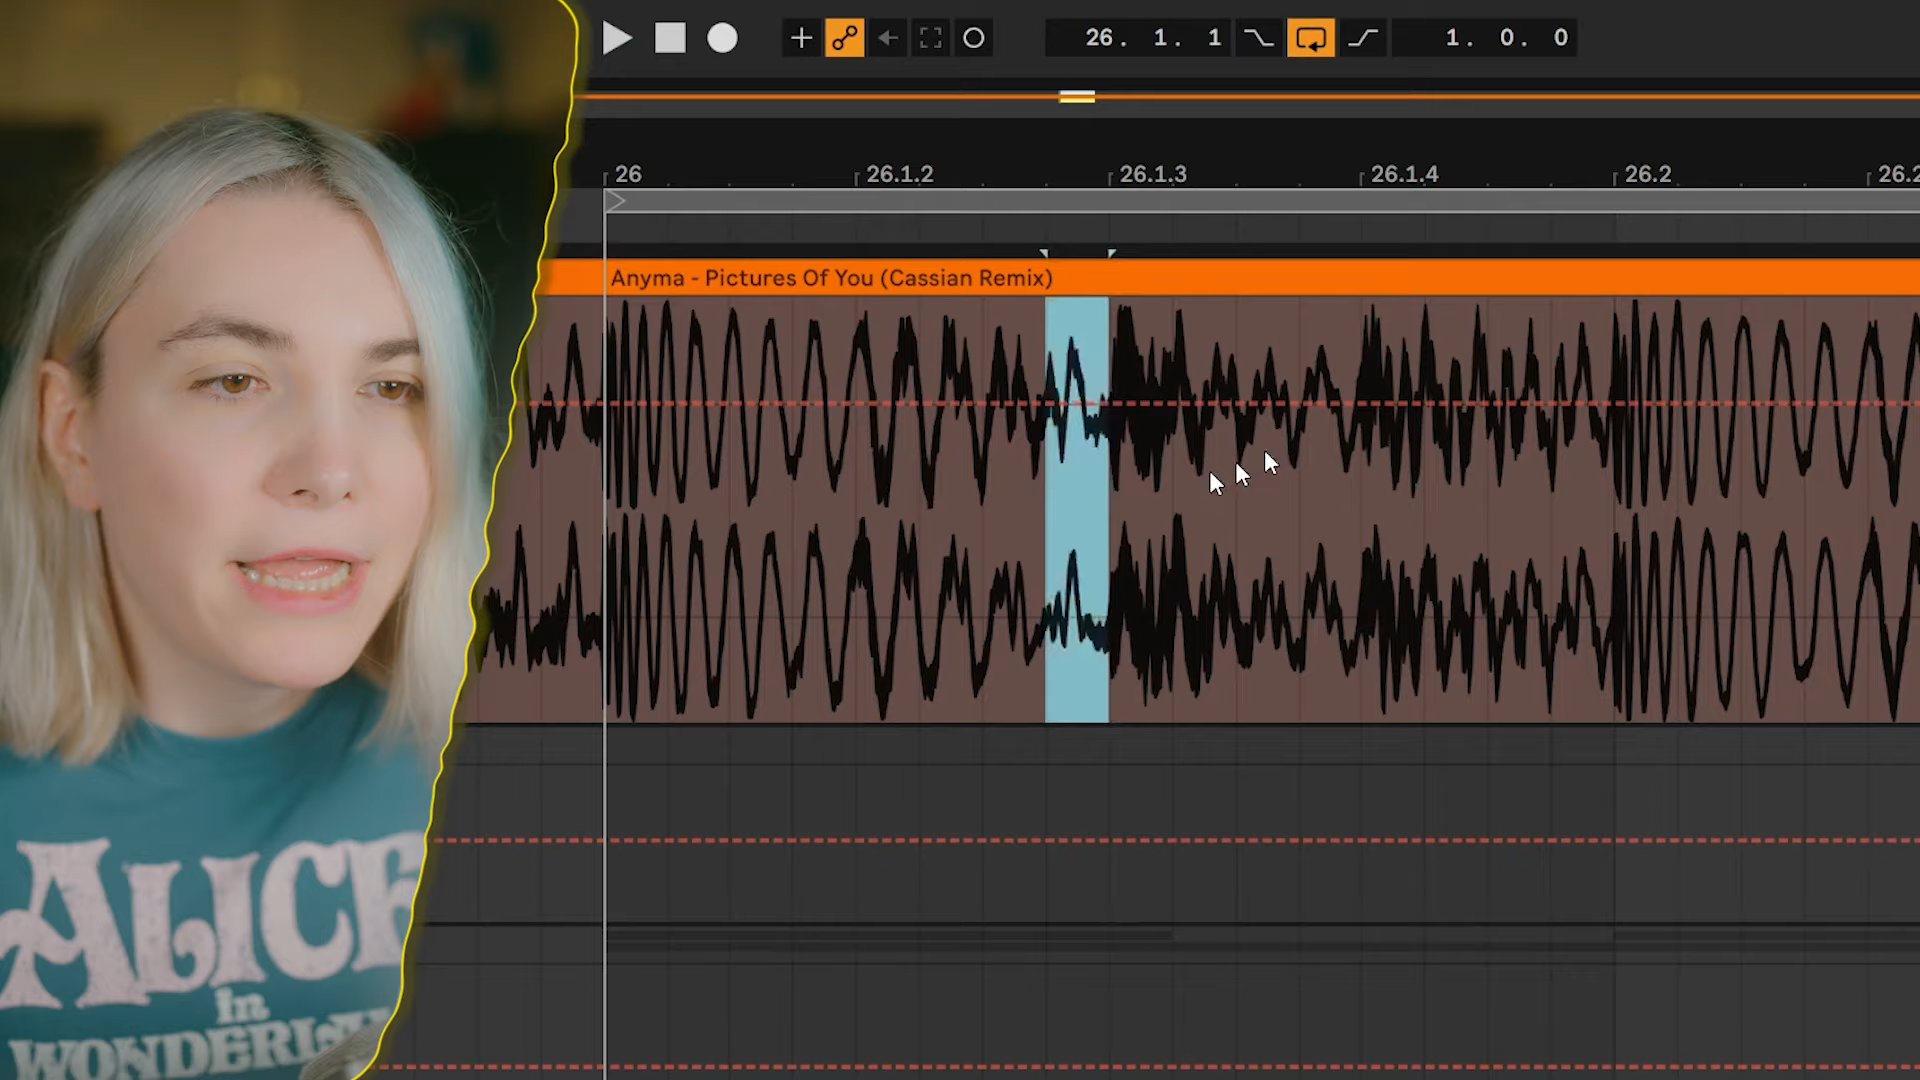 26. 1. 1
1. 0. 0
26
26.1.2
26.1.3
26.1.4
26.2
Anyma - Pictures Of You (Cassian Remix)
ALICE
in